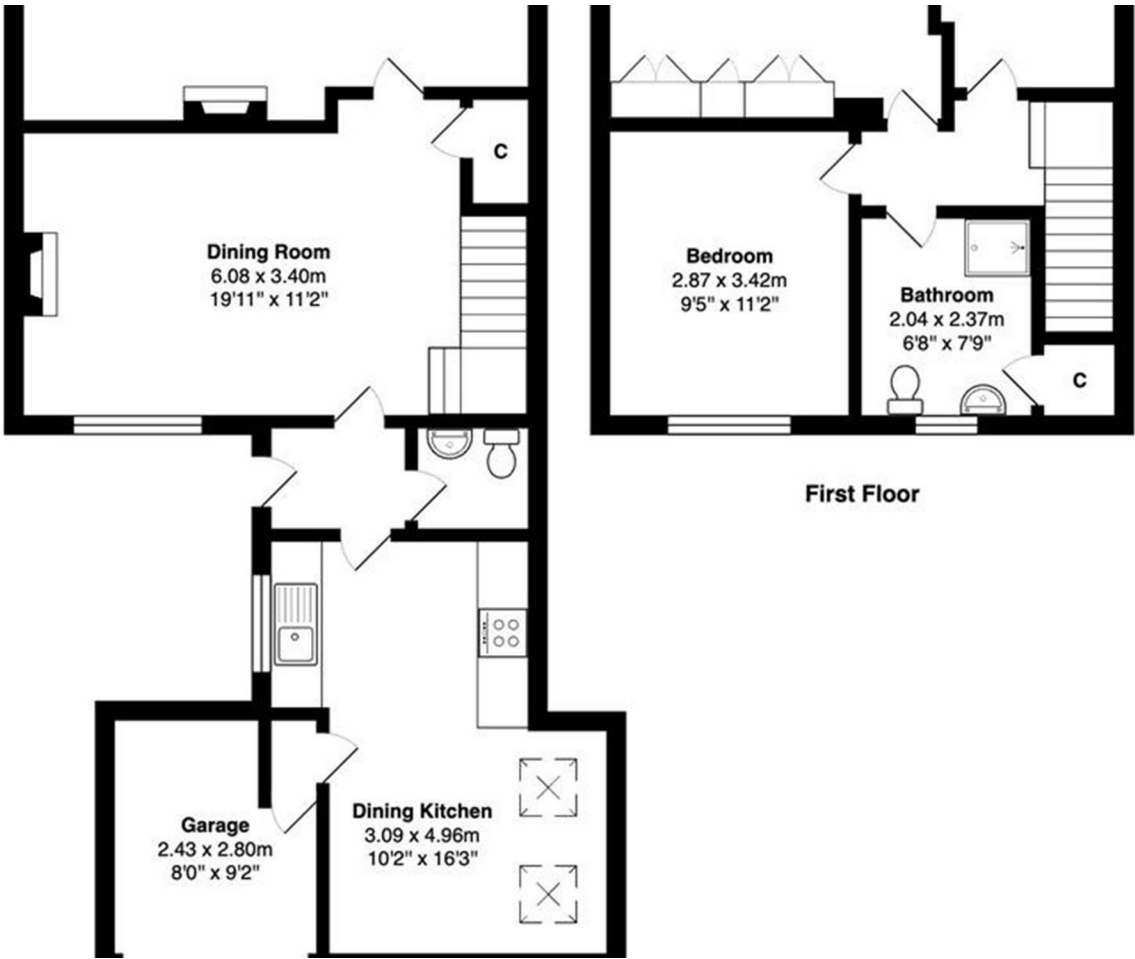 C
Dining Room
6.08 x 3.40m
19'11" x 11'2"
Bedroom
2.87 x 3.42m
9'5" x 11'2"
Bathroom
2.04 x 2.37m
6'8" x 7'9"
C
First Floor
Dining Kitchen
3.09 x 4.96m
10'2" x 16'3"
Garage
2.43 x 2.80m
8'0" x 9'2"